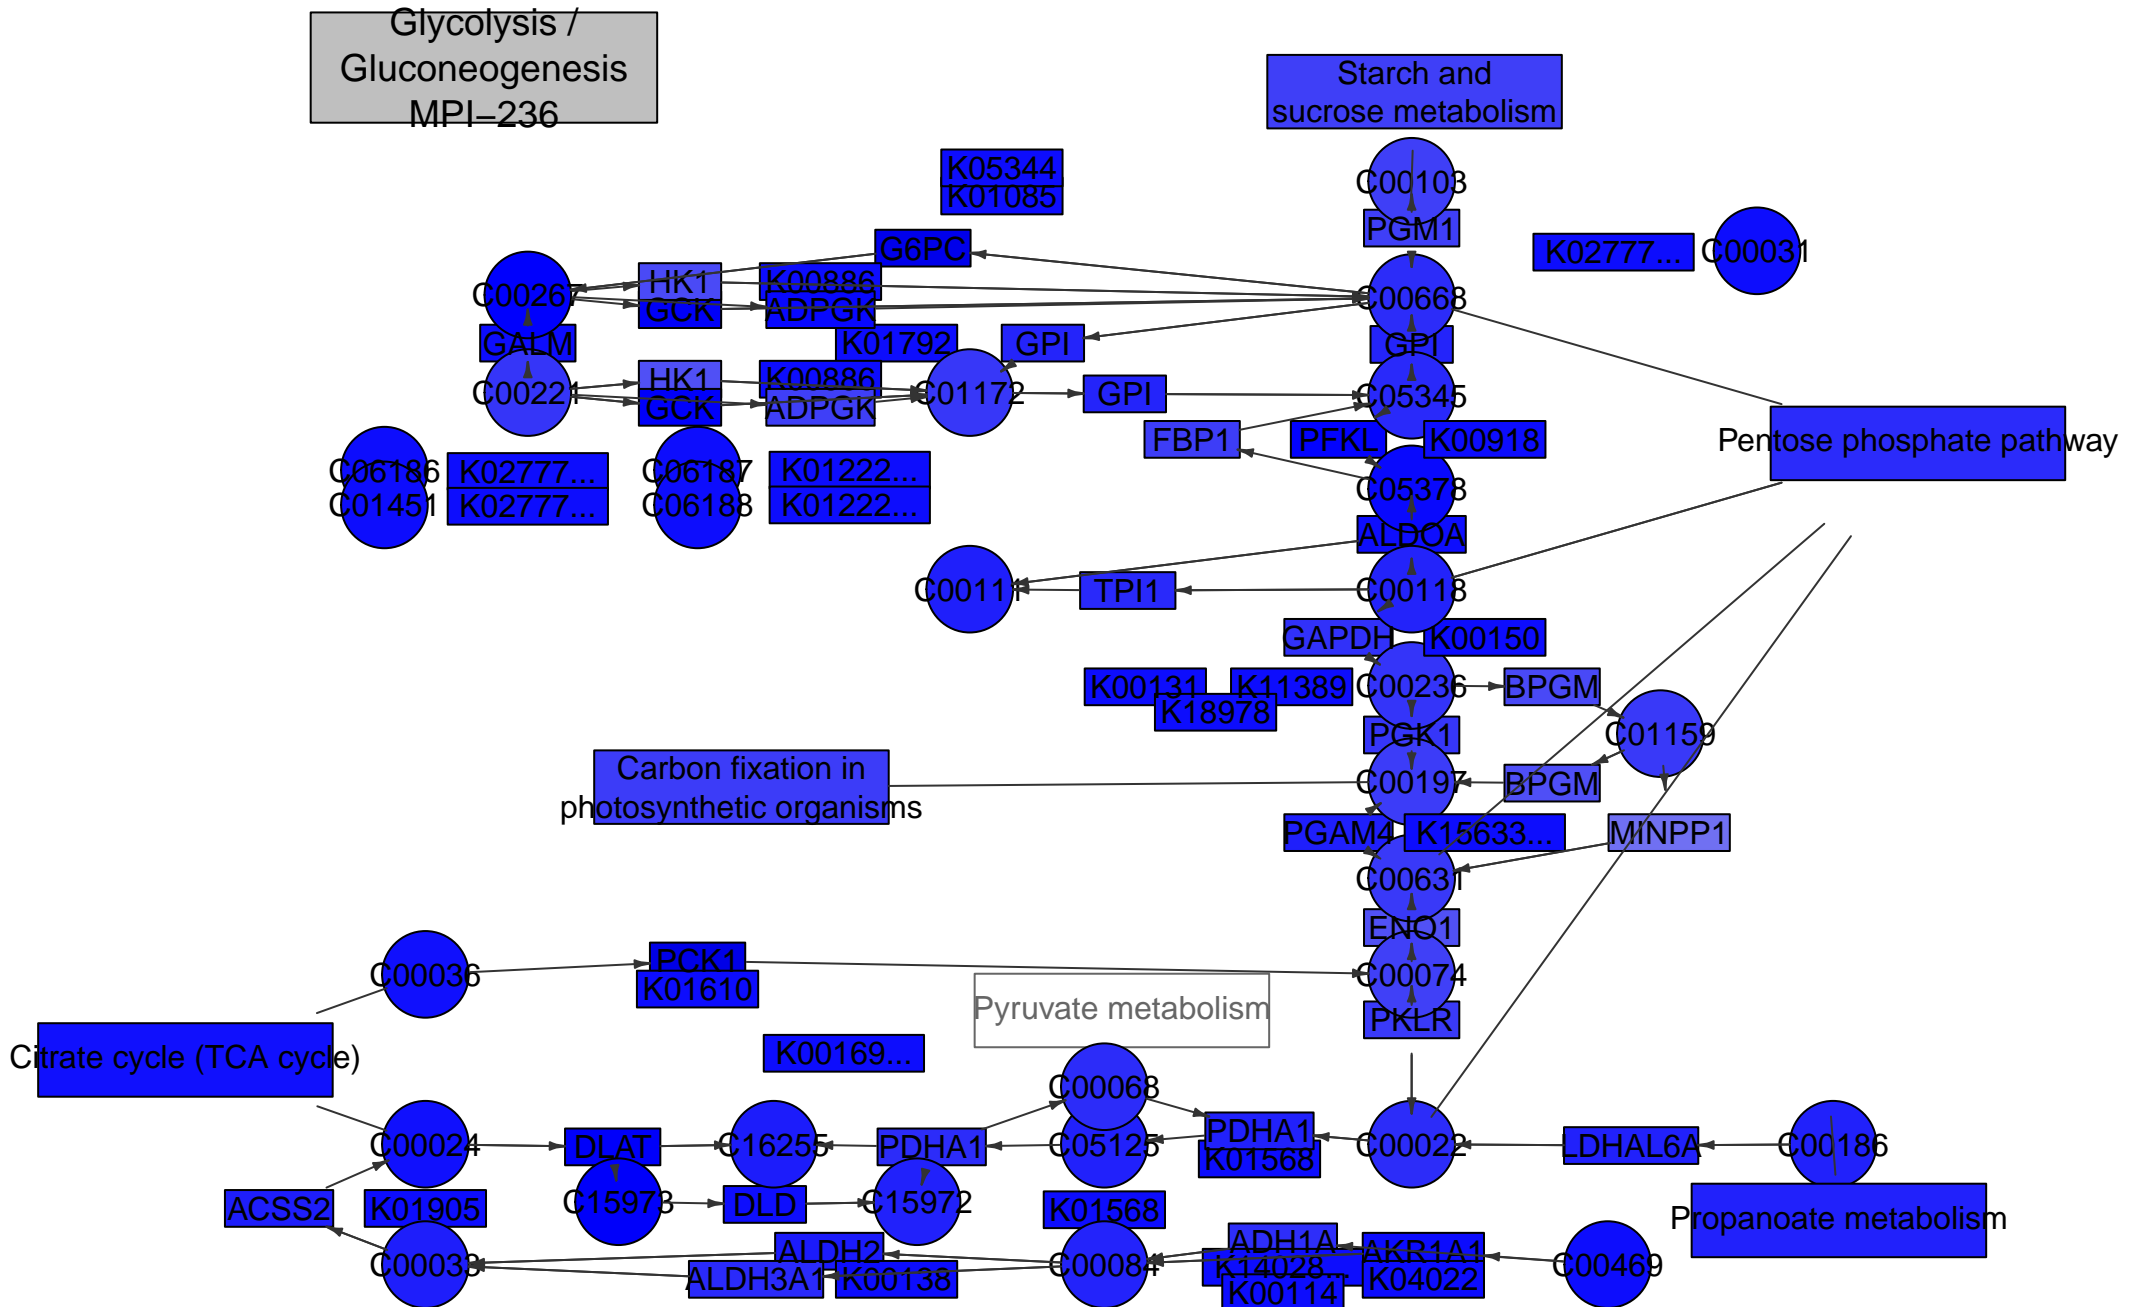 Glycolysis /
Gluconeogenesis
MPI–236
Starch and
sucrose metabolism
K05344
K01085
C00103
PGM1
G6PC
K02777...
C00031
C00267
HK1
K00886
GCK
ADPGK
C00668
GALM
K01792
GPI
GPI
C00221
HK1
K00886
GCK
ADPGK
C01172
GPI
C05345
FBP1
PFKL
K00918
Pentose phosphate pathway
C06186
K02777...
C06187
K01222...
C05378
C01451
K02777...
C06188
K01222...
ALDOA
C00111
TPI1
C00118
GAPDH
K00150
K00131
K11389
C00236
BPGM
K18978
PGK1
C01159
Carbon fixation in
photosynthetic organisms
C00197
BPGM
PGAM4
K15633...
MINPP1
C00631
ENO1
C00036
PCK1
K01610
C00074
Pyruvate metabolism
PKLR
Citrate cycle (TCA cycle)
K00169...
C00068
C00024
DLAT
C16255
PDHA1
C05125
PDHA1
K01568
C00022
LDHAL6A
C00186
ACSS2
K01905
C15973
DLD
C15972
K01568
Propanoate metabolism
C00033
ALDH2
ALDH3A1
K00138
C00084
ADH1A
K14028...
K00114
AKR1A1
K04022
C00469